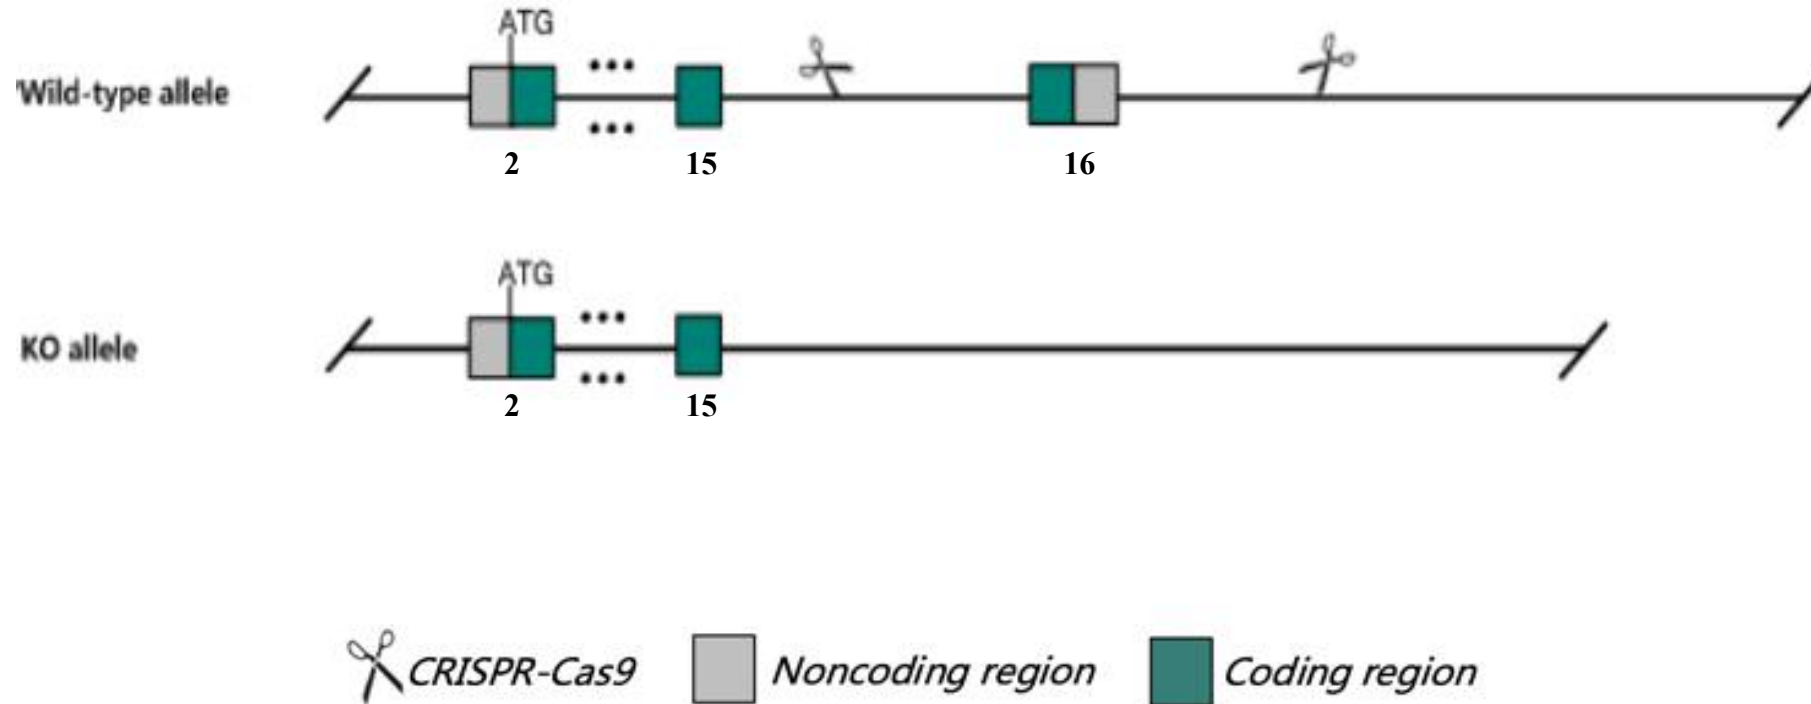 ATG
Wild-type allele
2 15 16
ATG
KO allele
2 15
CRISPR-Cas9 Noncoding region Coding region